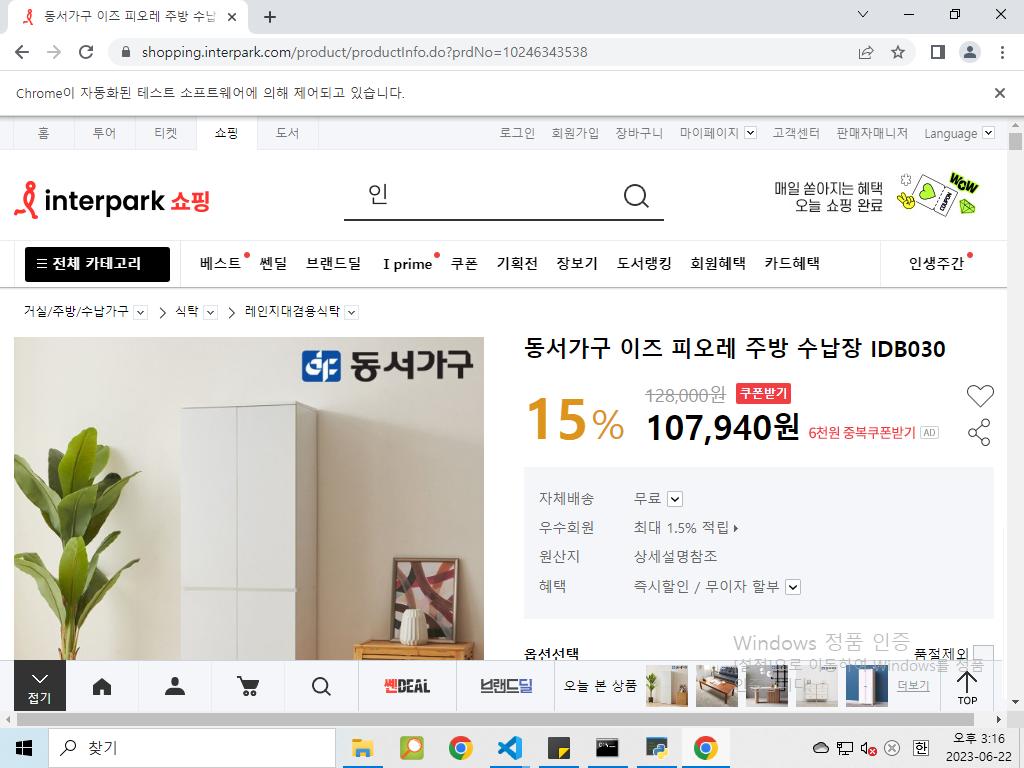 동서가구 이즈 피오레 주방 수납
shopping.interpark.com/product/productInfo.do?prdNo=10246343538
Chrome이 자동화된 테스트 소프트웨어에 의해 제어되고 있습니다.
홈 투어 티켓 쇼핑 도서 로그인 회원가입 장바구니 마이페이지 고객센터 판매자매니저 Language
interpark 쇼핑
인
매일 쏟아지는 혜택
오늘 쇼핑 완료
WOW
COUPON
전체 카테고리 베스트 쎈딜 브랜드딜 I prime 쿠폰 기획전 장보기 도서랭킹 회원혜택 카드혜택 인생주간
거실/주방/수납가구 식탁 레인지대겸용식탁
동서가구
동서가구 이즈 피오레 주방 수납장 IDB030
15%
128,000원 쿠폰받기
107,940원 6천원 중복쿠폰받기 AD
자체배송 무료
우수회원 최대 1.5% 적립
원산지 상세설명참조
혜택 즉시할인 / 무이자 할부
옵션선택 품절제외
Windows 정품 인증
[설정]으로 이동하여 Windows를 정품
접기 쎈DEAL 브랜드딜 오늘 본 상품 더보기 TOP
찾기
한
오후 3:16
2023-06-22